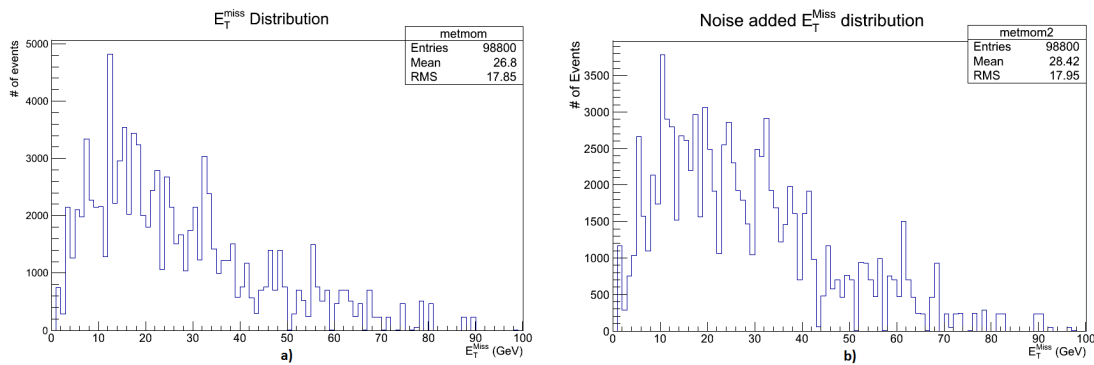 E_T^miss Distribution
metmom
Entries 98800
Mean 26.8
RMS 17.85
# of events
5000
4000
3000
2000
1000
0
0 10 20 30 40 50 60 70 80 90 100
E_T^Miss (GeV)
a)
Noise added E_T^Miss distribution
metmom2
Entries 98800
Mean 28.42
RMS 17.95
# of Events
3500
3000
2500
2000
1500
1000
500
0
0 10 20 30 40 50 60 70 80 90 100
E_T^Miss (GeV)
b)